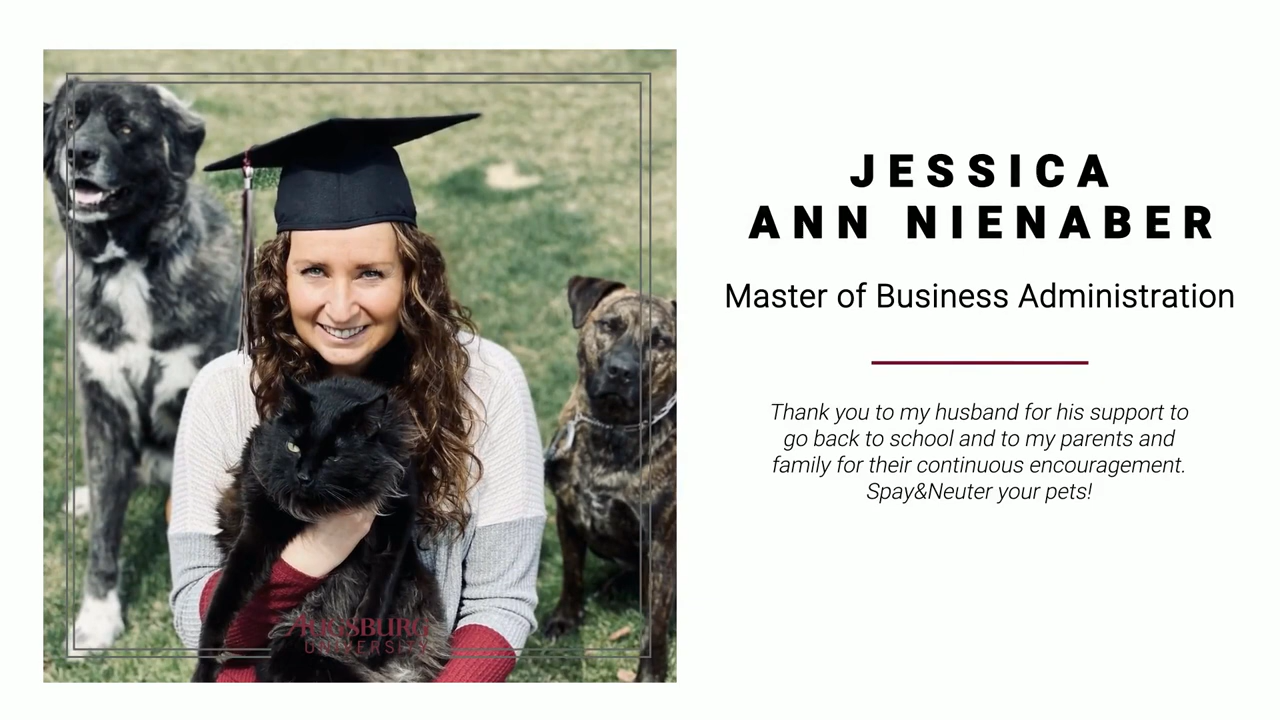 AUGSBURG
UNIVERSITY
JESSICA
ANN NIENABER
Master of Business Administration
Thank you to my husband for his support to
go back to school and to my parents and
family for their continuous encouragement.
Spay&Neuter your pets!